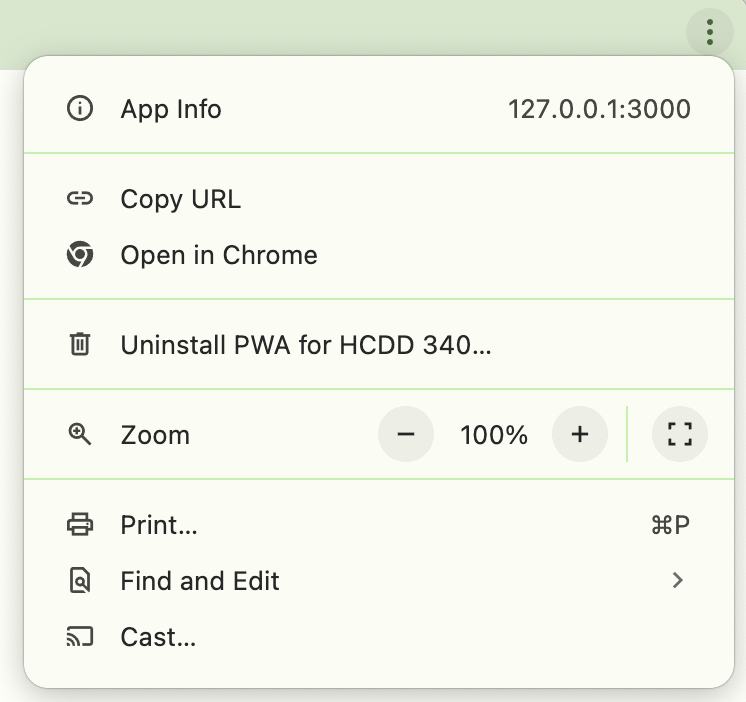 App Info 127.0.0.1:3000
Copy URL
Open in Chrome
Uninstall PWA for HCDD 340...
Zoom − 100% +
Print... ⌘P
Find and Edit
Cast...